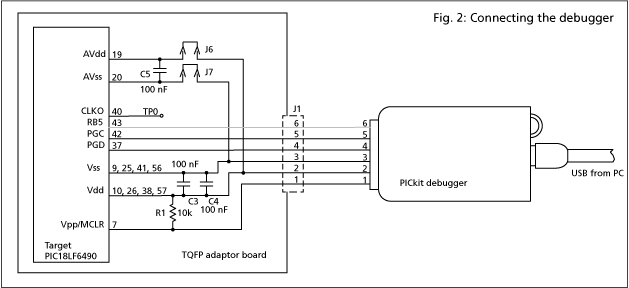 Fig. 2: Connecting the debugger
AVdd 19
J6
AVss 20
C5
J7
100 nF
CLKO 40 TP0
J1
RB5 43
6 6
PGC 42
5 5
PGD 37
4 4
3 3
Vss 9, 25, 41, 56
100 nF
2 2
USB from PC
Vdd 10, 26, 38, 57
1 1
PICkit debugger
C3 C4
R1 10k 100 nF
Vpp/MCLR 7
Target
PIC18LF6490
TQFP adaptor board